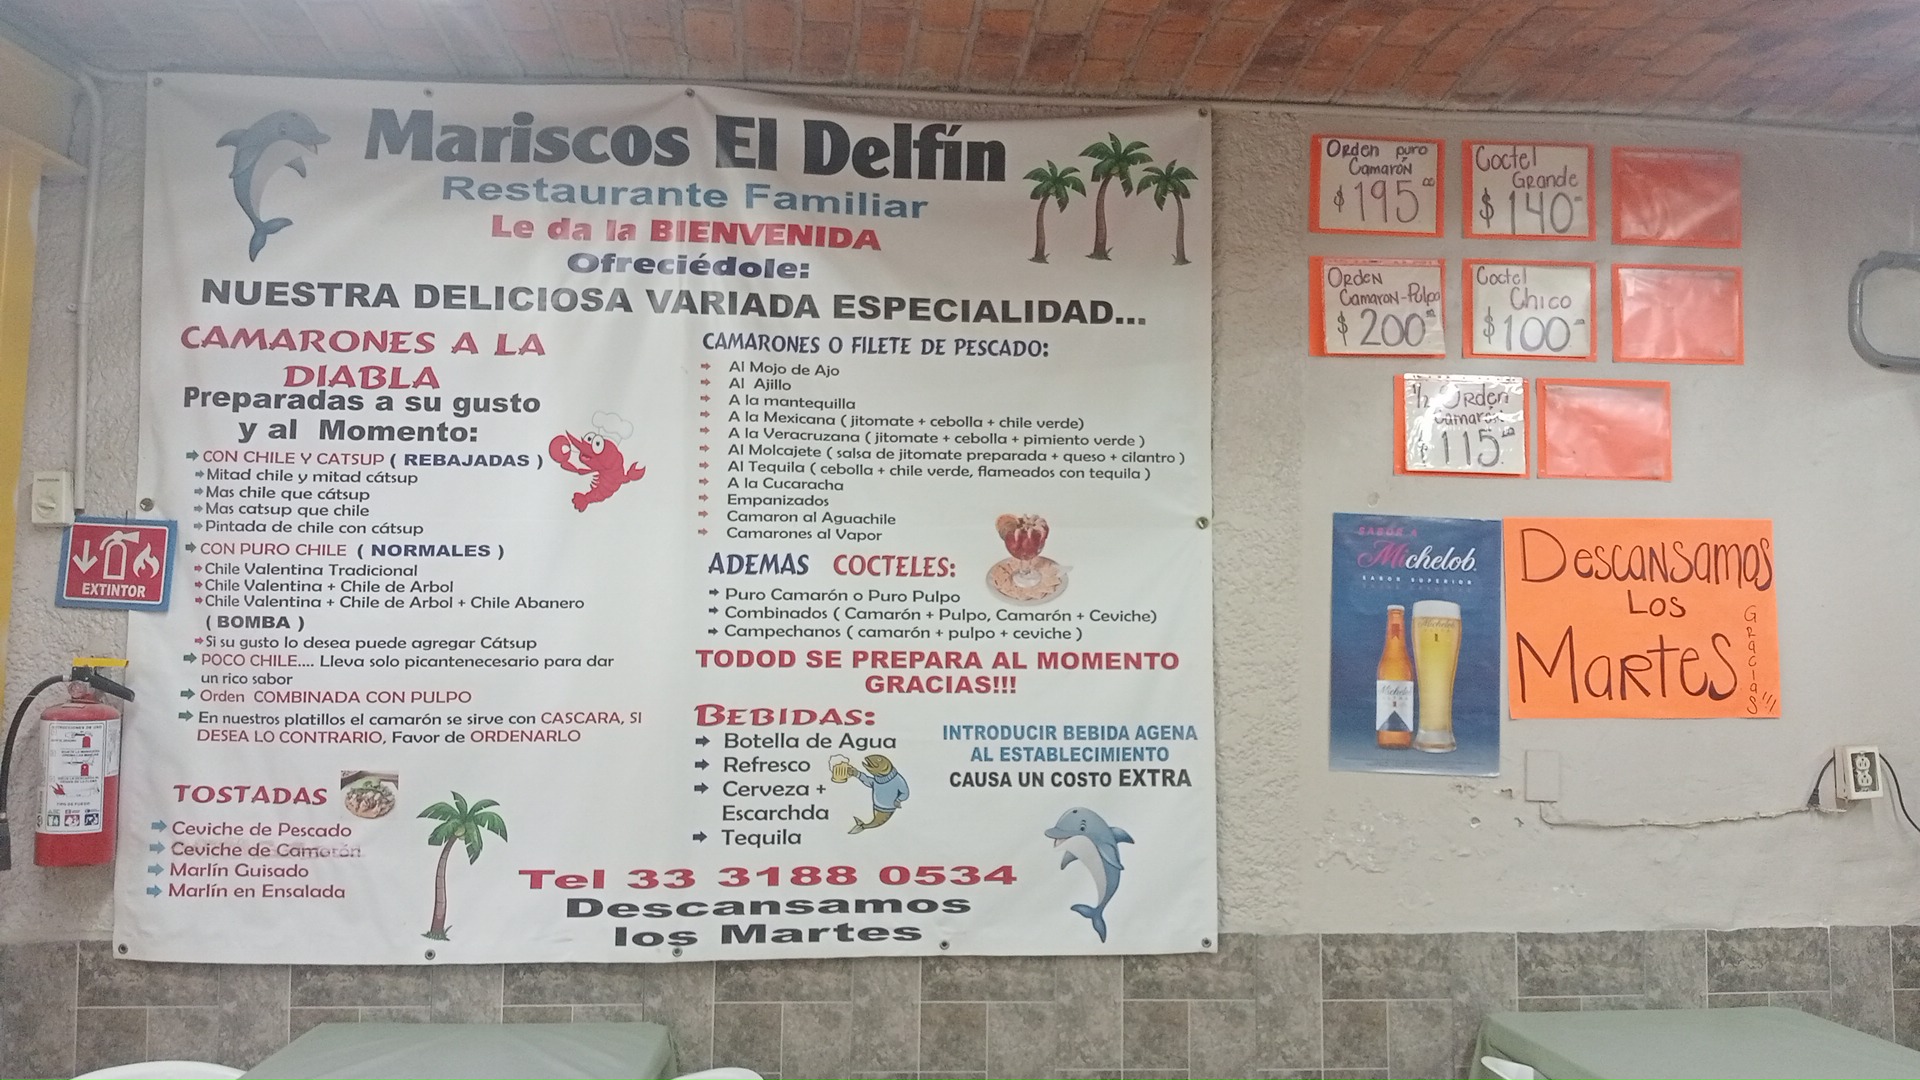 Mariscos El Delfín
Restaurante Familiar
Le da la BIENVENIDA
Ofreciédole:
NUESTRA DELICIOSA VARIADA ESPECIALIDAD...
CAMARONES A LA
DIABLA
Preparadas a su gusto
y al Momento:
CON CHILE Y CATSUP ( REBAJADAS )
Mitad chile y mitad cátsup
Mas chile que cátsup
Mas catsup que chile
Pintada de chile con cátsup
CON PURO CHILE ( NORMALES )
Chile Valentina Tradicional
Chile Valentina + Chile de Arbol
Chile Valentina + Chile de Arbol + Chile Abanero
( BOMBA )
Si su gusto lo desea puede agregar Cátsup
POCO CHILE.... Lleva solo picantenecesario para dar
un rico sabor
Orden COMBINADA CON PULPO
En nuestros platillos el camarón se sirve con CASCARA, SI
DESEA LO CONTRARIO, Favor de ORDENARLO
TOSTADAS
Ceviche de Pescado
Ceviche de Camarón
Marlín Guisado
Marlín en Ensalada
CAMARONES O FILETE DE PESCADO:
Al Mojo de Ajo
Al Ajillo
A la mantequilla
A la Mexicana ( jitomate + cebolla + chile verde)
A la Veracruzana ( jitomate + cebolla + pimiento verde )
Al Molcajete ( salsa de jitomate preparada + queso + cilantro )
Al Tequila ( cebolla + chile verde, flameados con tequila )
A la Cucaracha
Empanizados
Camaron al Aguachile
Camarones al Vapor
ADEMAS COCTELES:
Puro Camarón o Puro Pulpo
Combinados ( Camarón + Pulpo, Camarón + Ceviche)
Campechanos ( camarón + pulpo + ceviche )
TODOD SE PREPARA AL MOMENTO
GRACIAS!!!
BEBIDAS:
Botella de Agua
Refresco
Cerveza +
Escarchda
Tequila
INTRODUCIR BEBIDA AGENA
AL ESTABLECIMIENTO
CAUSA UN COSTO EXTRA
Tel 33 3188 0534
Descansamos
los Martes
EXTINTOR
Orden puro
Camarón
$195.00
Coctel
Grande
$140
Orden
Camaron-Pulpo
$200
Coctel
Chico
$100
1/2 Orden
Camarón
$115
SABOR A
Michelob
SABOR SUPERIOR
Descansamos
Los
Martes
Gracias!!!